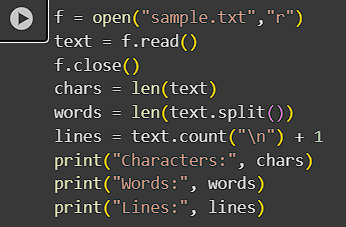 f = open("sample.txt","r")
text = f.read()
f.close()
chars = len(text)
words = len(text.split())
lines = text.count("\n") + 1
print("Characters:", chars)
print("Words:", words)
print("Lines:", lines)